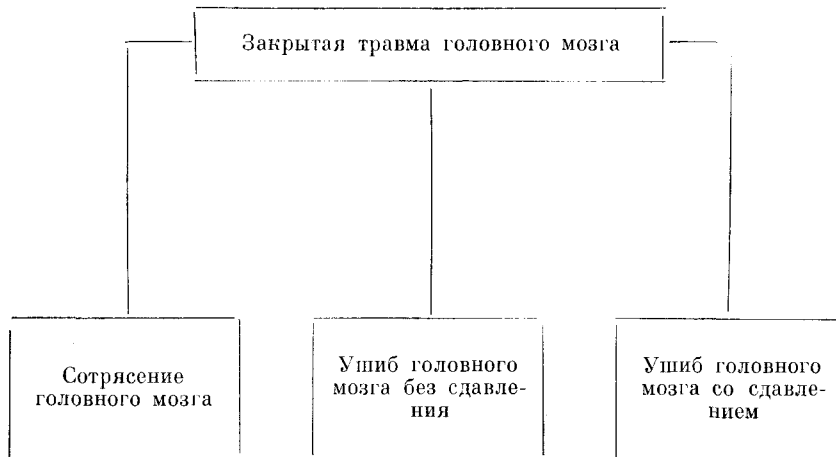 Закрытая травма головного мозга
Сотрясение
головного мозга
Ушиб головного
мозга без сдавле-
ния
Ушиб головного
мозга со сдавле-
нием